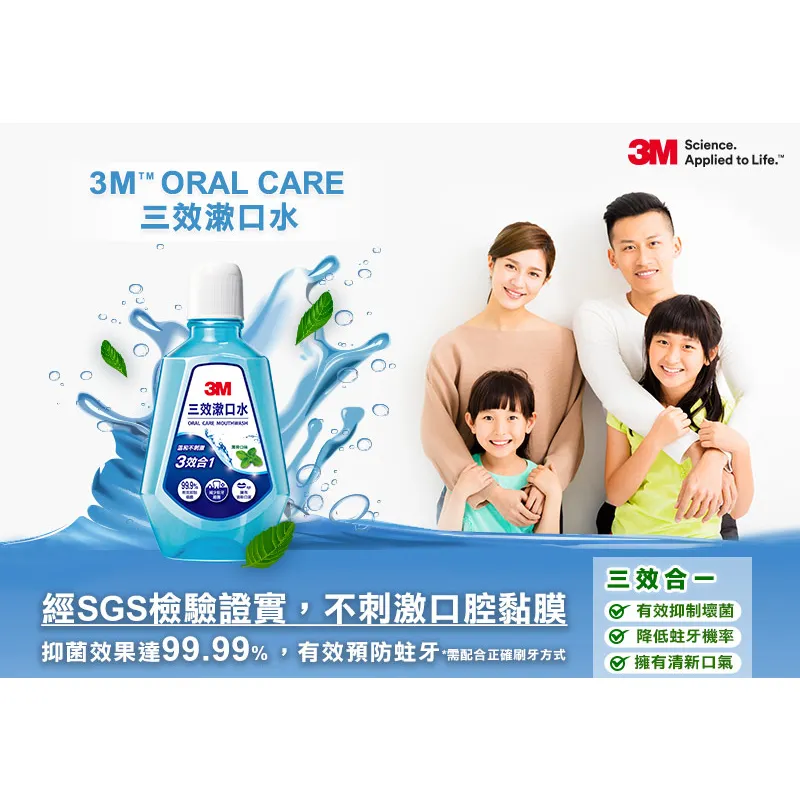 3M Science.
Applied to Life.™
3M™ ORAL CARE
三效漱口水
3M
三效漱口水
ORAL CARE MOUTHWASH
溫和不刺激
3效合1
99.9%
經SGS檢驗證實，不刺激口腔黏膜
抑菌效果達99.99%，有效預防蛀牙*需配合正確刷牙方式
三效合一
有效抑制壞菌
降低蛀牙機率
擁有清新口氣